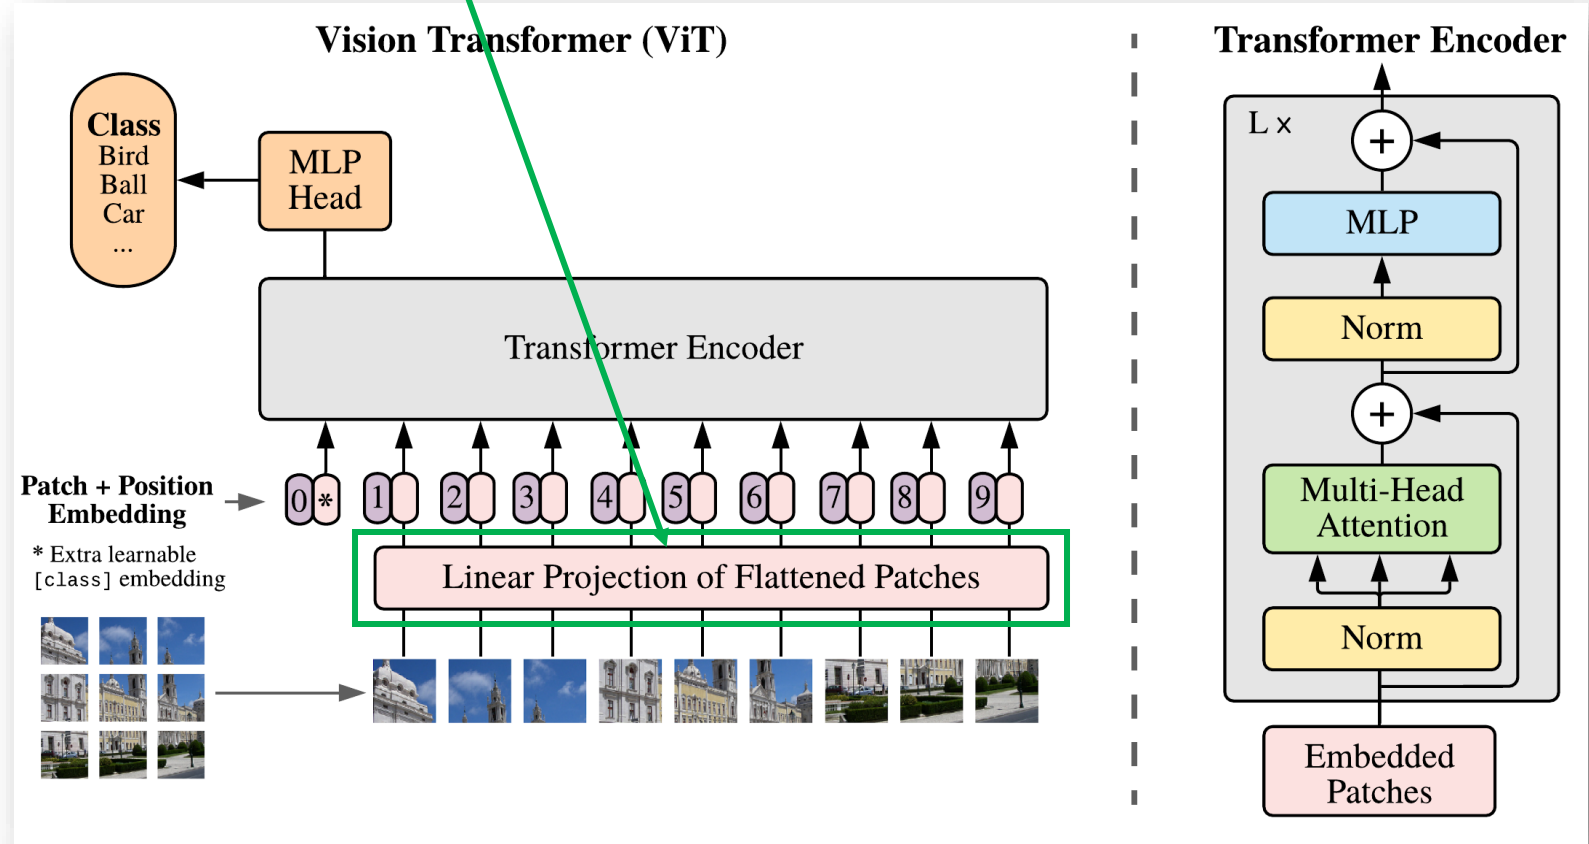 Vision Transformer (ViT)
Class
Bird
Ball
Car
...
MLP
Head
Transformer Encoder
Patch + Position
Embedding
0 * 1 2 3 4 5 6 7 8 9
* Extra learnable
[class] embedding
Linear Projection of Flattened Patches
Transformer Encoder
L ×
+
MLP
Norm
+
Multi-Head
Attention
Norm
Embedded
Patches